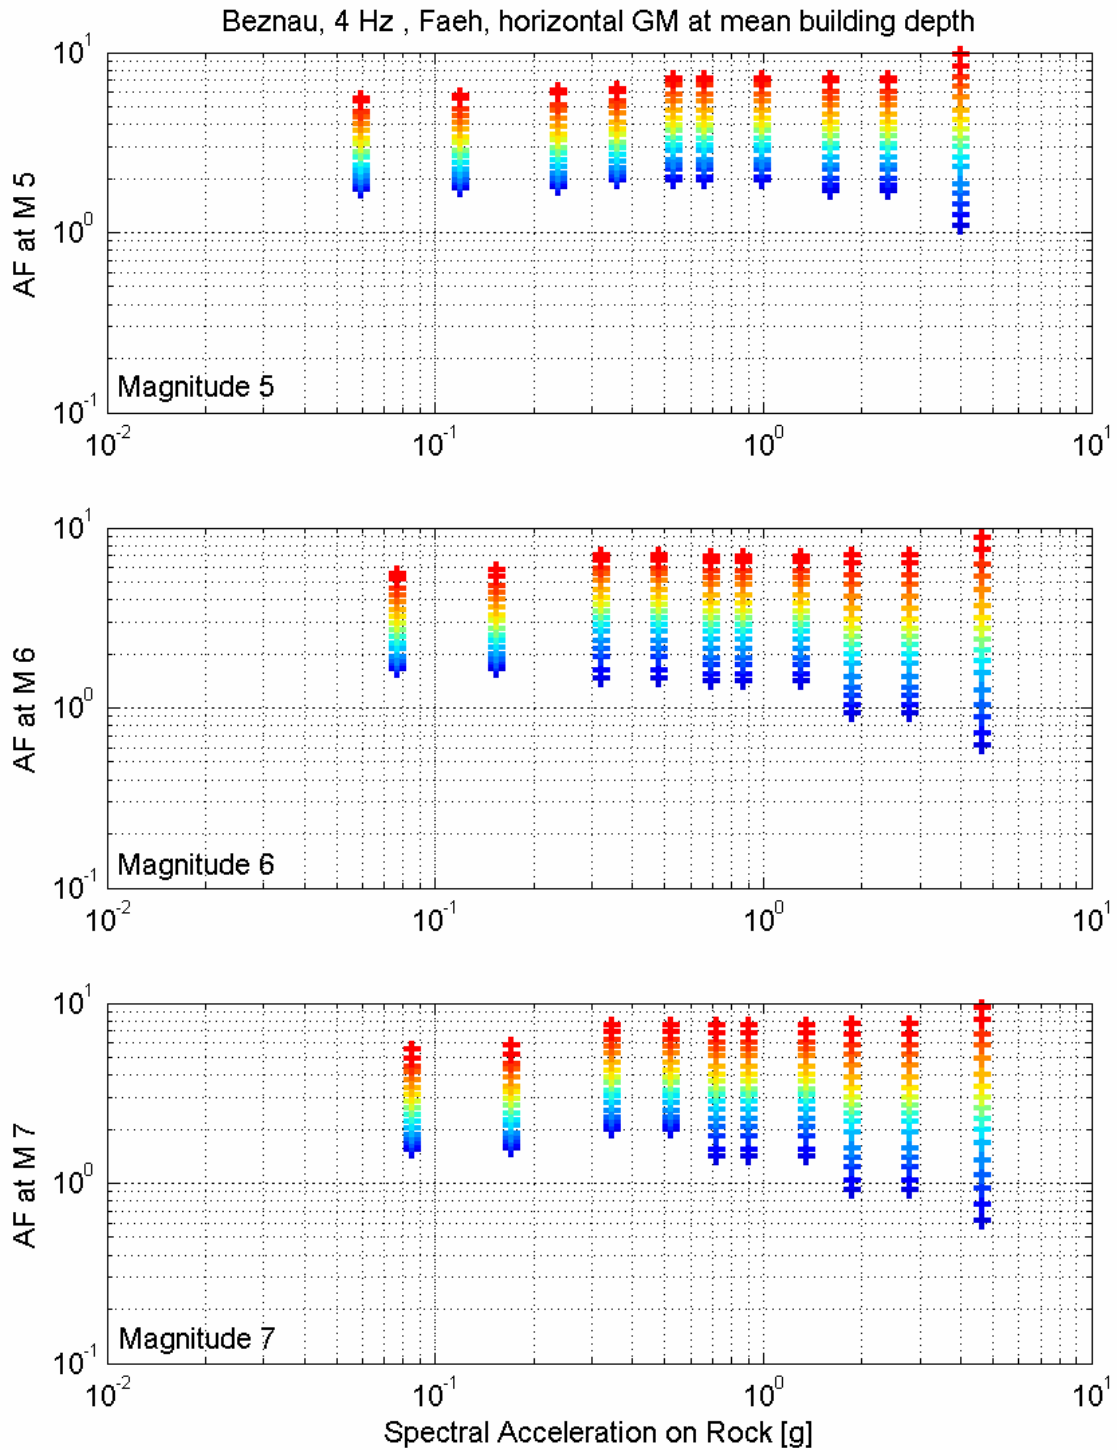 Beznau, 4 Hz , Faeh, horizontal GM at mean building depth
10^1
10^0
10^-1
AF at M 5
Magnitude 5
10^-2 10^-1 10^0 10^1
10^1
10^0
10^-1
AF at M 6
Magnitude 6
10^-2 10^-1 10^0 10^1
10^1
10^0
10^-1
AF at M 7
Magnitude 7
10^-2 10^-1 10^0 10^1
Spectral Acceleration on Rock [g]